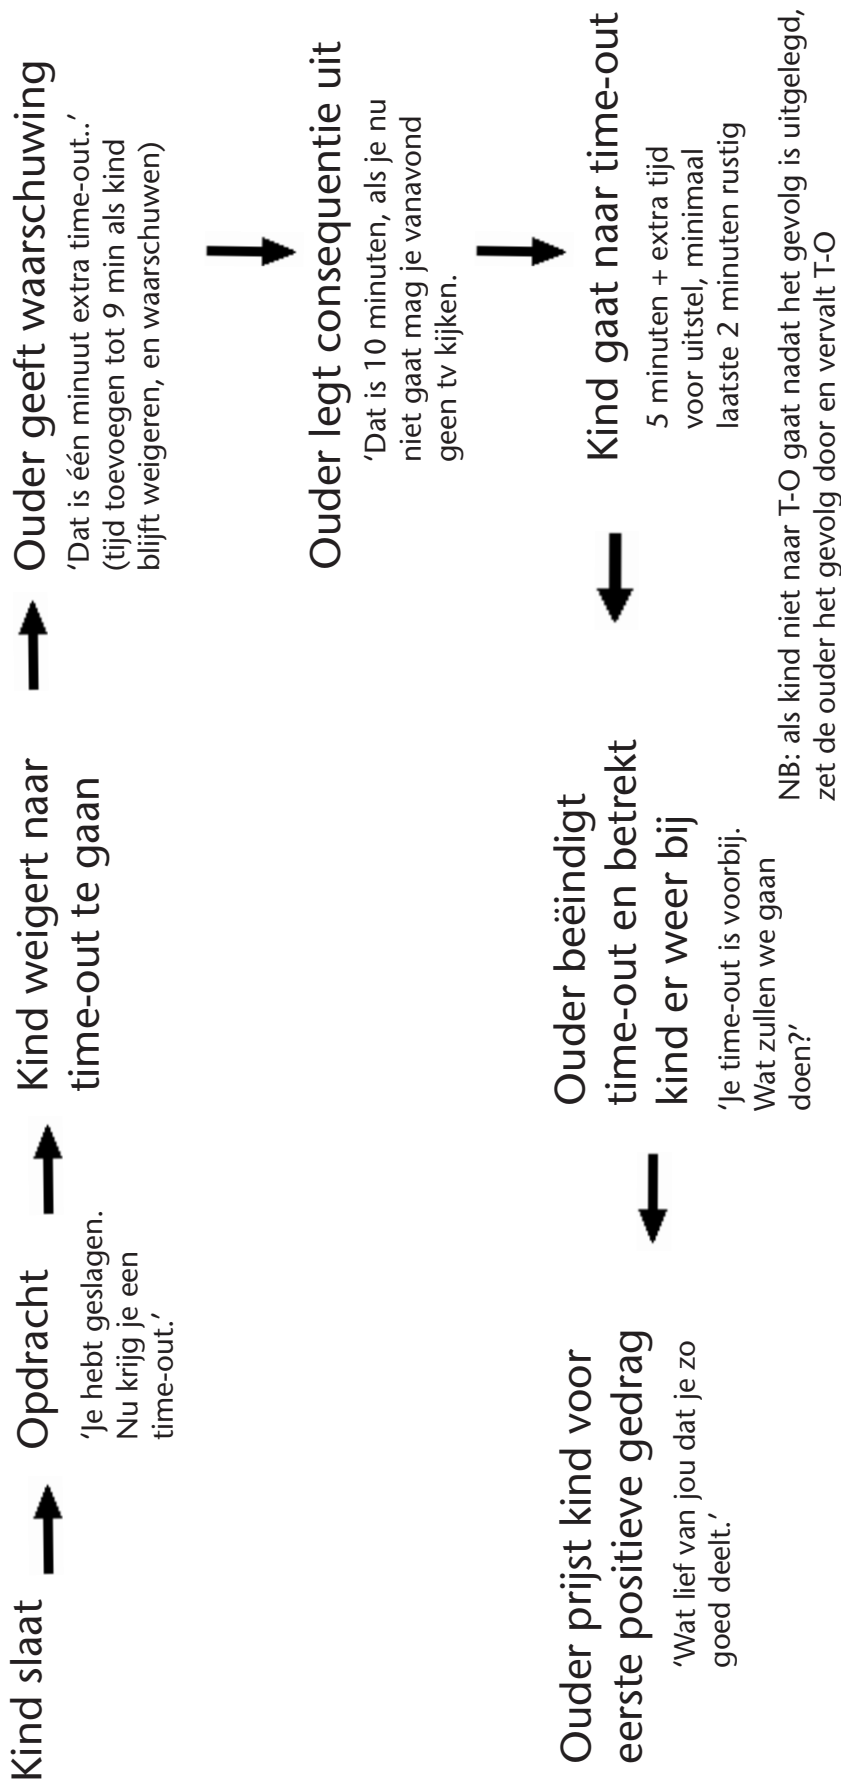 Kind slaat
Opdracht
‘Je hebt geslagen.
Nu krijg je een
time-out.’
Kind weigert naar
time-out te gaan
Ouder geeft waarschuwing
‘Dat is één minuut extra time-out..’
(tijd toevoegen tot 9 min als kind
blijft weigeren, en waarschuwen)
Ouder legt consequentie uit
‘Dat is 10 minuten, als je nu
niet gaat mag je vanavond
geen tv kijken.
Kind gaat naar time-out
5 minuten + extra tijd
voor uitstel, minimaal
laatste 2 minuten rustig
Ouder beëindigt
time-out en betrekt
kind er weer bij
‘Je time-out is voorbij.
Wat zullen we gaan
doen?’
Ouder prijst kind voor
eerste positieve gedrag
‘Wat lief van jou dat je zo
goed deelt.’
NB: als kind niet naar T-O gaat nadat het gevolg is uitgelegd,
zet de ouder het gevolg door en vervalt T-O